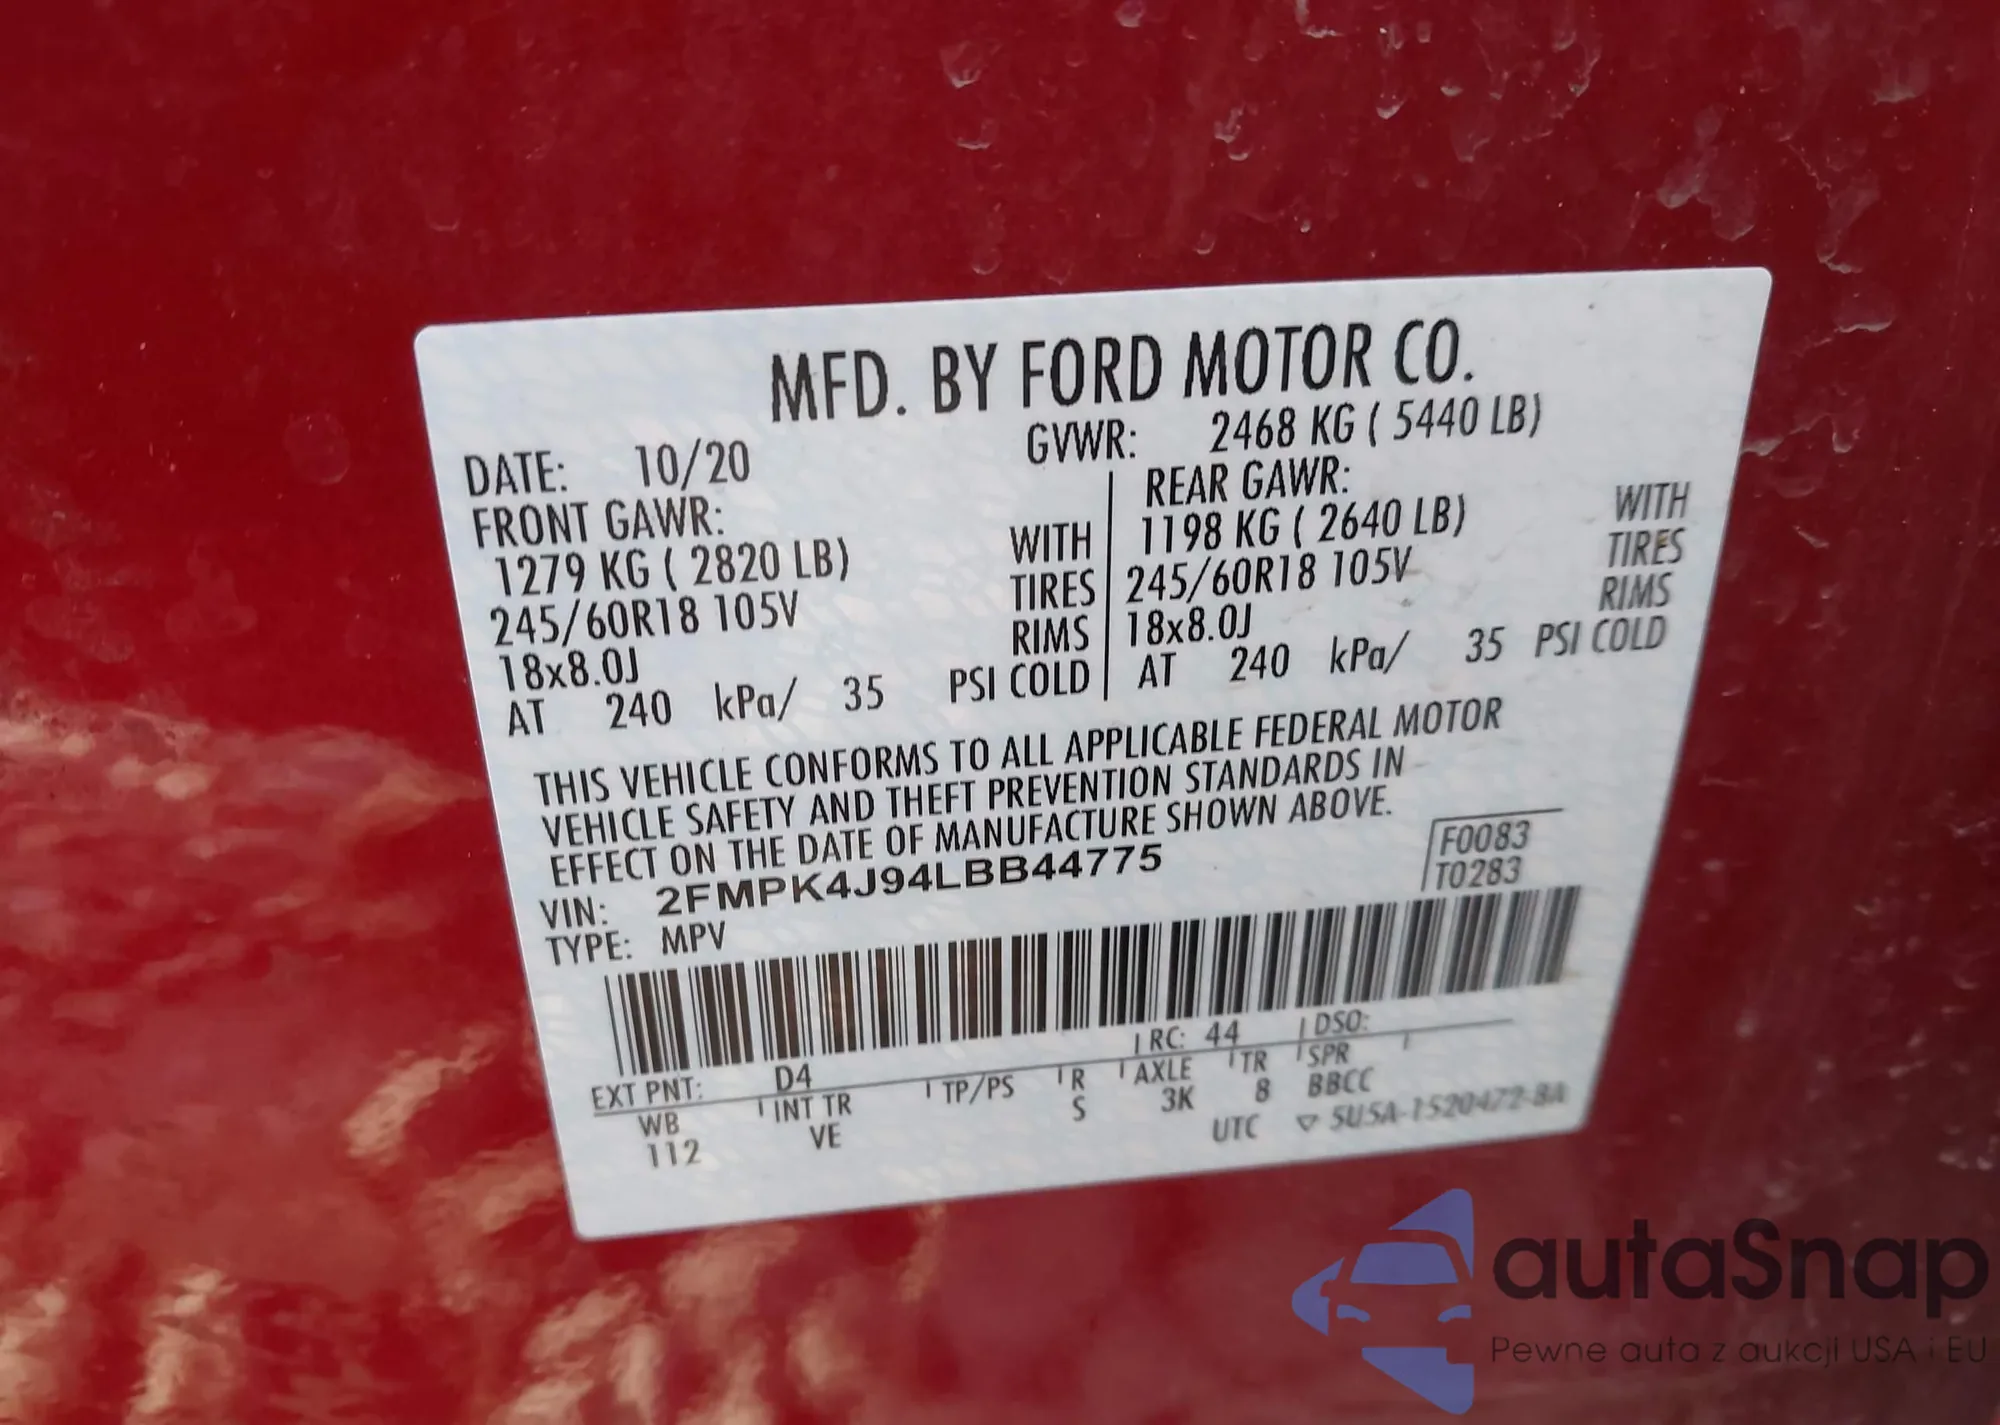 MFD. BY FORD MOTOR CO.
DATE: 10/20
GVWR: 2468 KG ( 5440 LB)
FRONT GAWR:
1279 KG ( 2820 LB) WITH
245/60R18 105V TIRES
18x8.0J RIMS
AT 240 kPa/ 35 PSI COLD
REAR GAWR:
1198 KG ( 2640 LB) WITH
245/60R18 105V TIRES
18x8.0J RIMS
AT 240 kPa/ 35 PSI COLD
THIS VEHICLE CONFORMS TO ALL APPLICABLE FEDERAL MOTOR
VEHICLE SAFETY AND THEFT PREVENTION STANDARDS IN
EFFECT ON THE DATE OF MANUFACTURE SHOWN ABOVE.
VIN: 2FMPK4J94LBB44775
F0083
T0283
TYPE: MPV
EXT PNT: D4 RC: 44 DSO:
WB INT TR TP/PS R AXLE TR SPR
112 VE S 3K 8 BBCC
UTC ▽ 5U5A-1520472-BA
autaSnap
Pewne auta z aukcji USA i EU